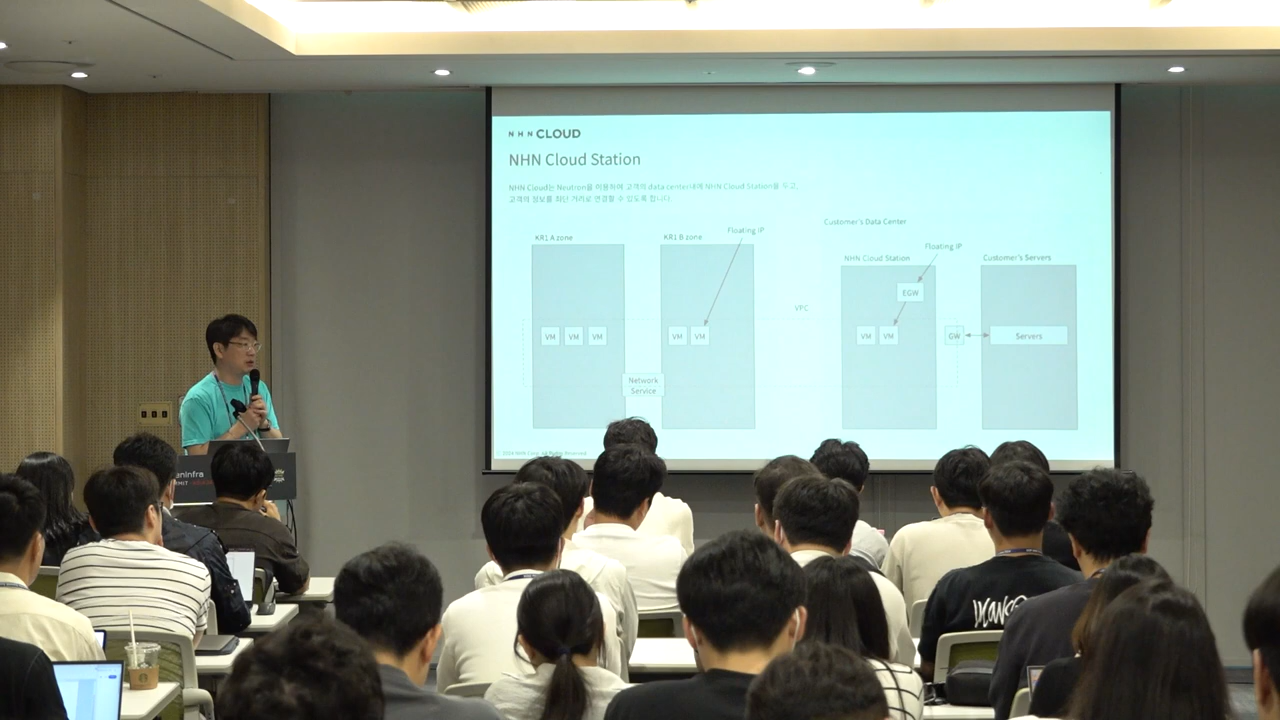 NHN CLOUD
NHN Cloud Station
NHN Cloud는 Neutron을 이용하여 고객의 data center내에 NHN Cloud Station을 두고,
고객의 정보를 최단 거리로 연결할 수 있도록 합니다.
Customer's Data Center
KR1 A zone
KR1 B zone
Floating IP
Floating IP
NHN Cloud Station
Customer's Servers
EGW
VPC
VM VM VM
VM VM
VM VM
GW
Servers
Network
Service
eninfra